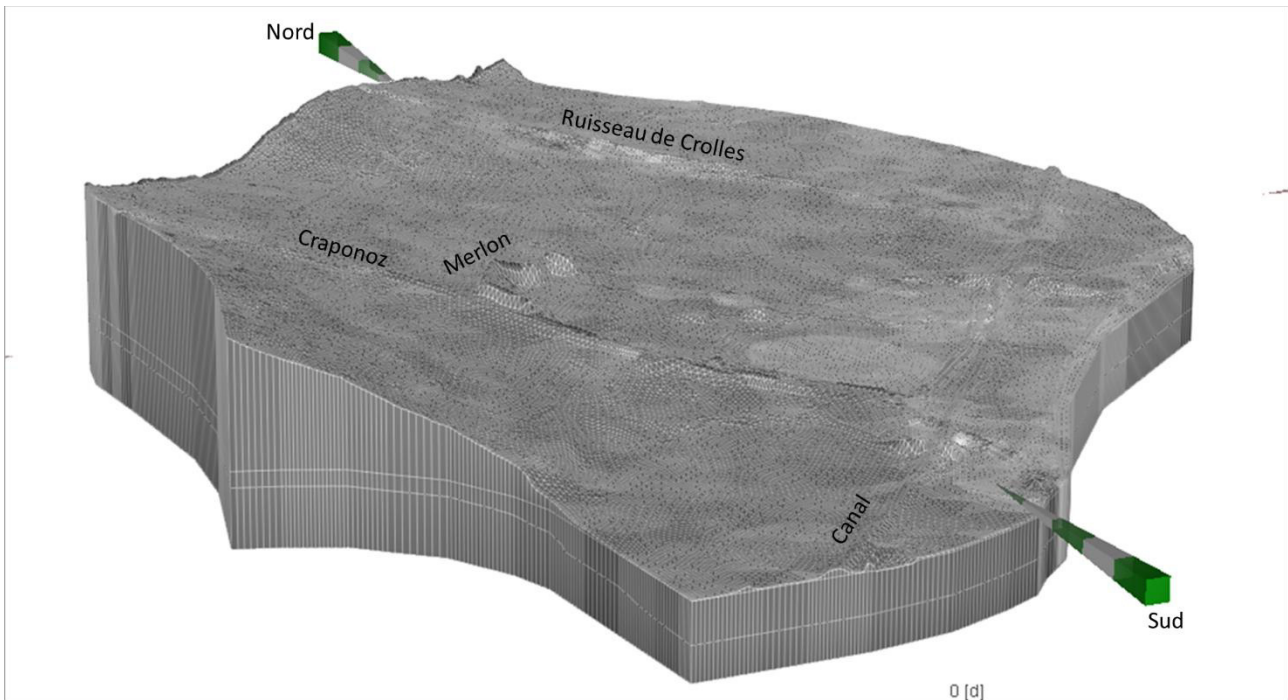 Nord
Ruisseau de Crolles
Craponoz
Merlon
Canal
Sud
0 [d]